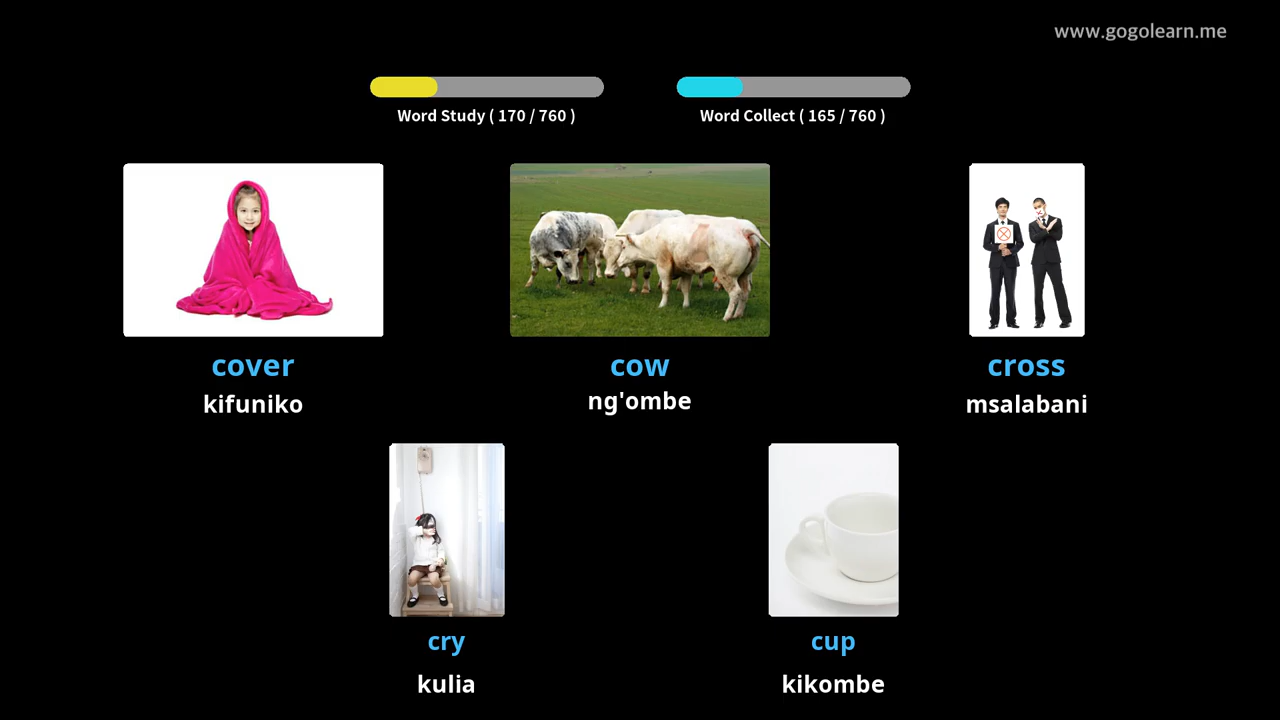 www.gogolearn.me
Word Study ( 170 / 760 )
Word Collect ( 165 / 760 )
cover
kifuniko
cow
ng'ombe
cross
msalabani
cry
kulia
cup
kikombe